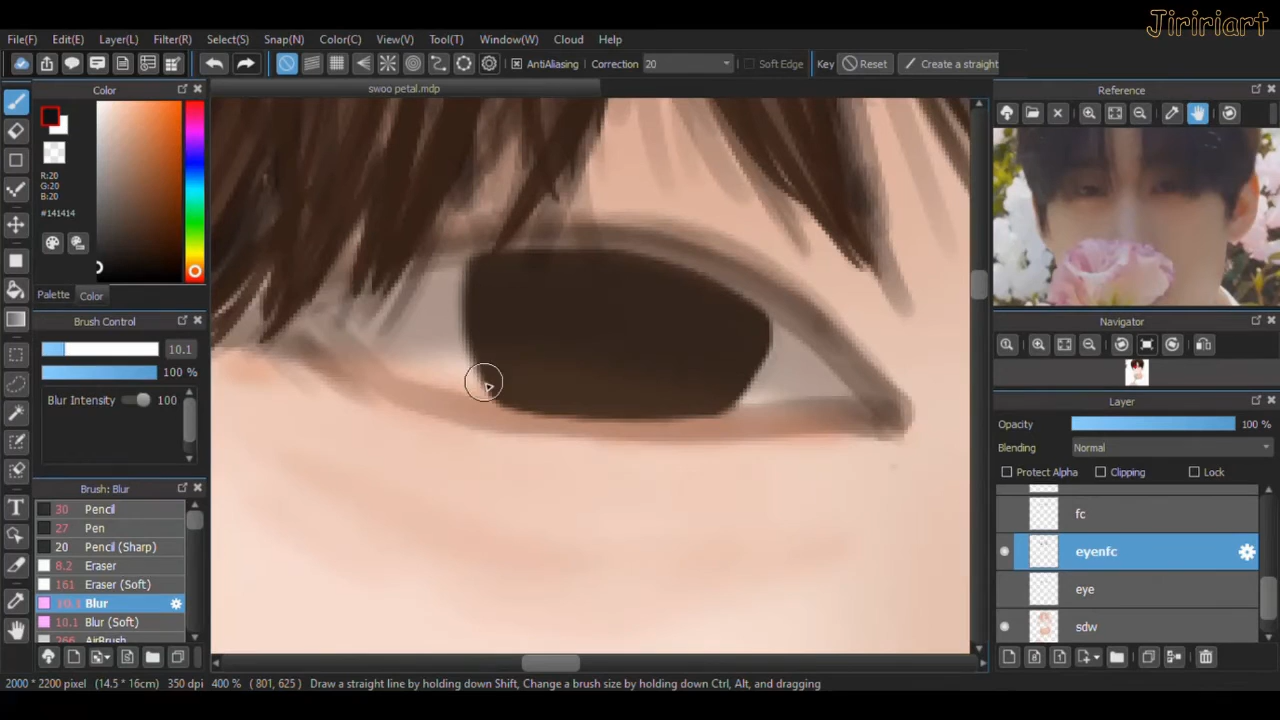 Jiririart
File(F) Edit(E) Layer(L) Filter(R) Select(S) Snap(N) Color(C) View(V) Tool(T) Window(W) Cloud Help
AntiAliasing Correction 20 Soft Edge Key Reset Create a straight
swoo petal.mdp
Color
R:20
G:20
B:20
#141414
Palette Color
Brush Control
10.1
100 %
Blur Intensity 100
Brush: Blur
30 Pencil
27 Pen
20 Pencil (Sharp)
8.2 Eraser
161 Eraser (Soft)
10.1 Blur
10.1 Blur (Soft)
266 AirBrush
Reference
Navigator
Layer
Opacity 100 %
Blending Normal
Protect Alpha Clipping Lock
fc
eyenfc
eye
sdw
2000 * 2200 pixel (14.5 * 16cm) 350 dpi 400 % ( 801, 625 ) Draw a straight line by holding down Shift, Change a brush size by holding down Ctrl, Alt, and dragging